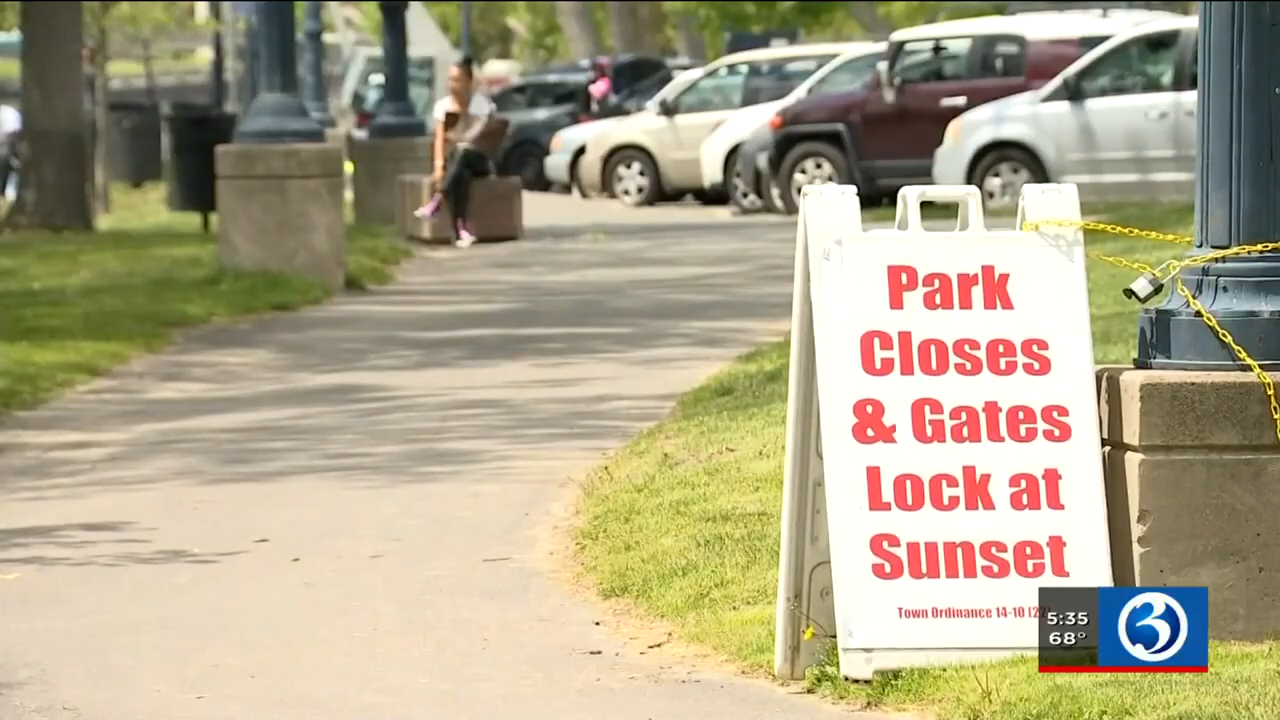 Park
Closes
& Gates
Lock at
Sunset
Town Ordinance 14-10
5:35
68°
3